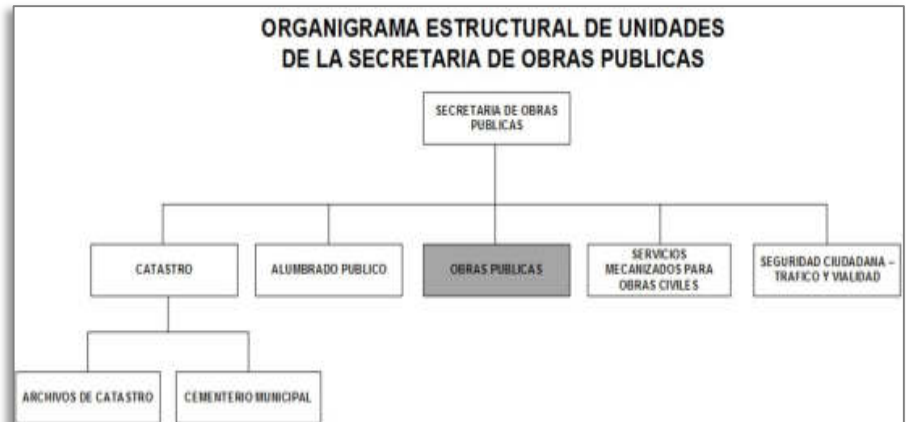 ORGANIGRAMA ESTRUCTURAL DE UNIDADES
DE LA SECRETARIA DE OBRAS PUBLICAS
SECRETARIA DE OBRAS
PUBLICAS
CATASTRO
ALUMBRADO PUBLICO
OBRAS PUBLICAS
SERVICIOS
MECANIZADOS PARA
OBRAS CIVILES
SEGURIDAD CIUDADANA –
TRAFICO Y VIALIDAD
ARCHIVOS DE CATASTRO
CEMENTERIO MUNICIPAL